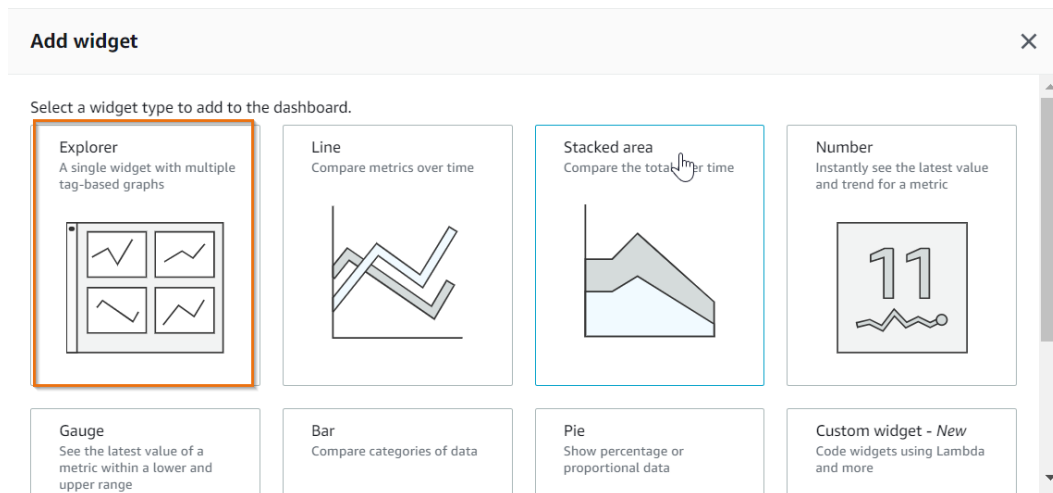 Add widget
Select a widget type to add to the dashboard.
Explorer
A single widget with multiple
tag-based graphs
Line
Compare metrics over time
Stacked area
Compare the total over time
Number
Instantly see the latest value
and trend for a metric
11
Gauge
See the latest value of a
metric within a lower and
upper range
Bar
Compare categories of data
Pie
Show percentage or
proportional data
Custom widget - New
Code widgets using Lambda
and more